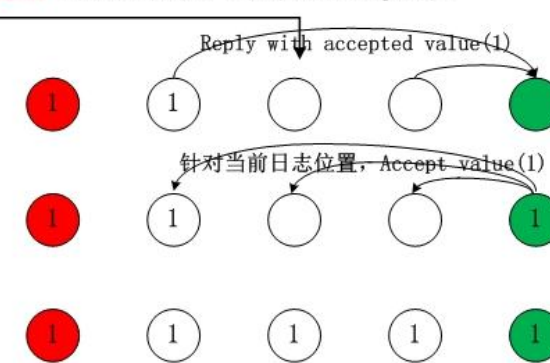 Reply with accepted value(1)
1 1
针对当前日志位置，Accept value(1)
1 1 1
1 1 1 1 1